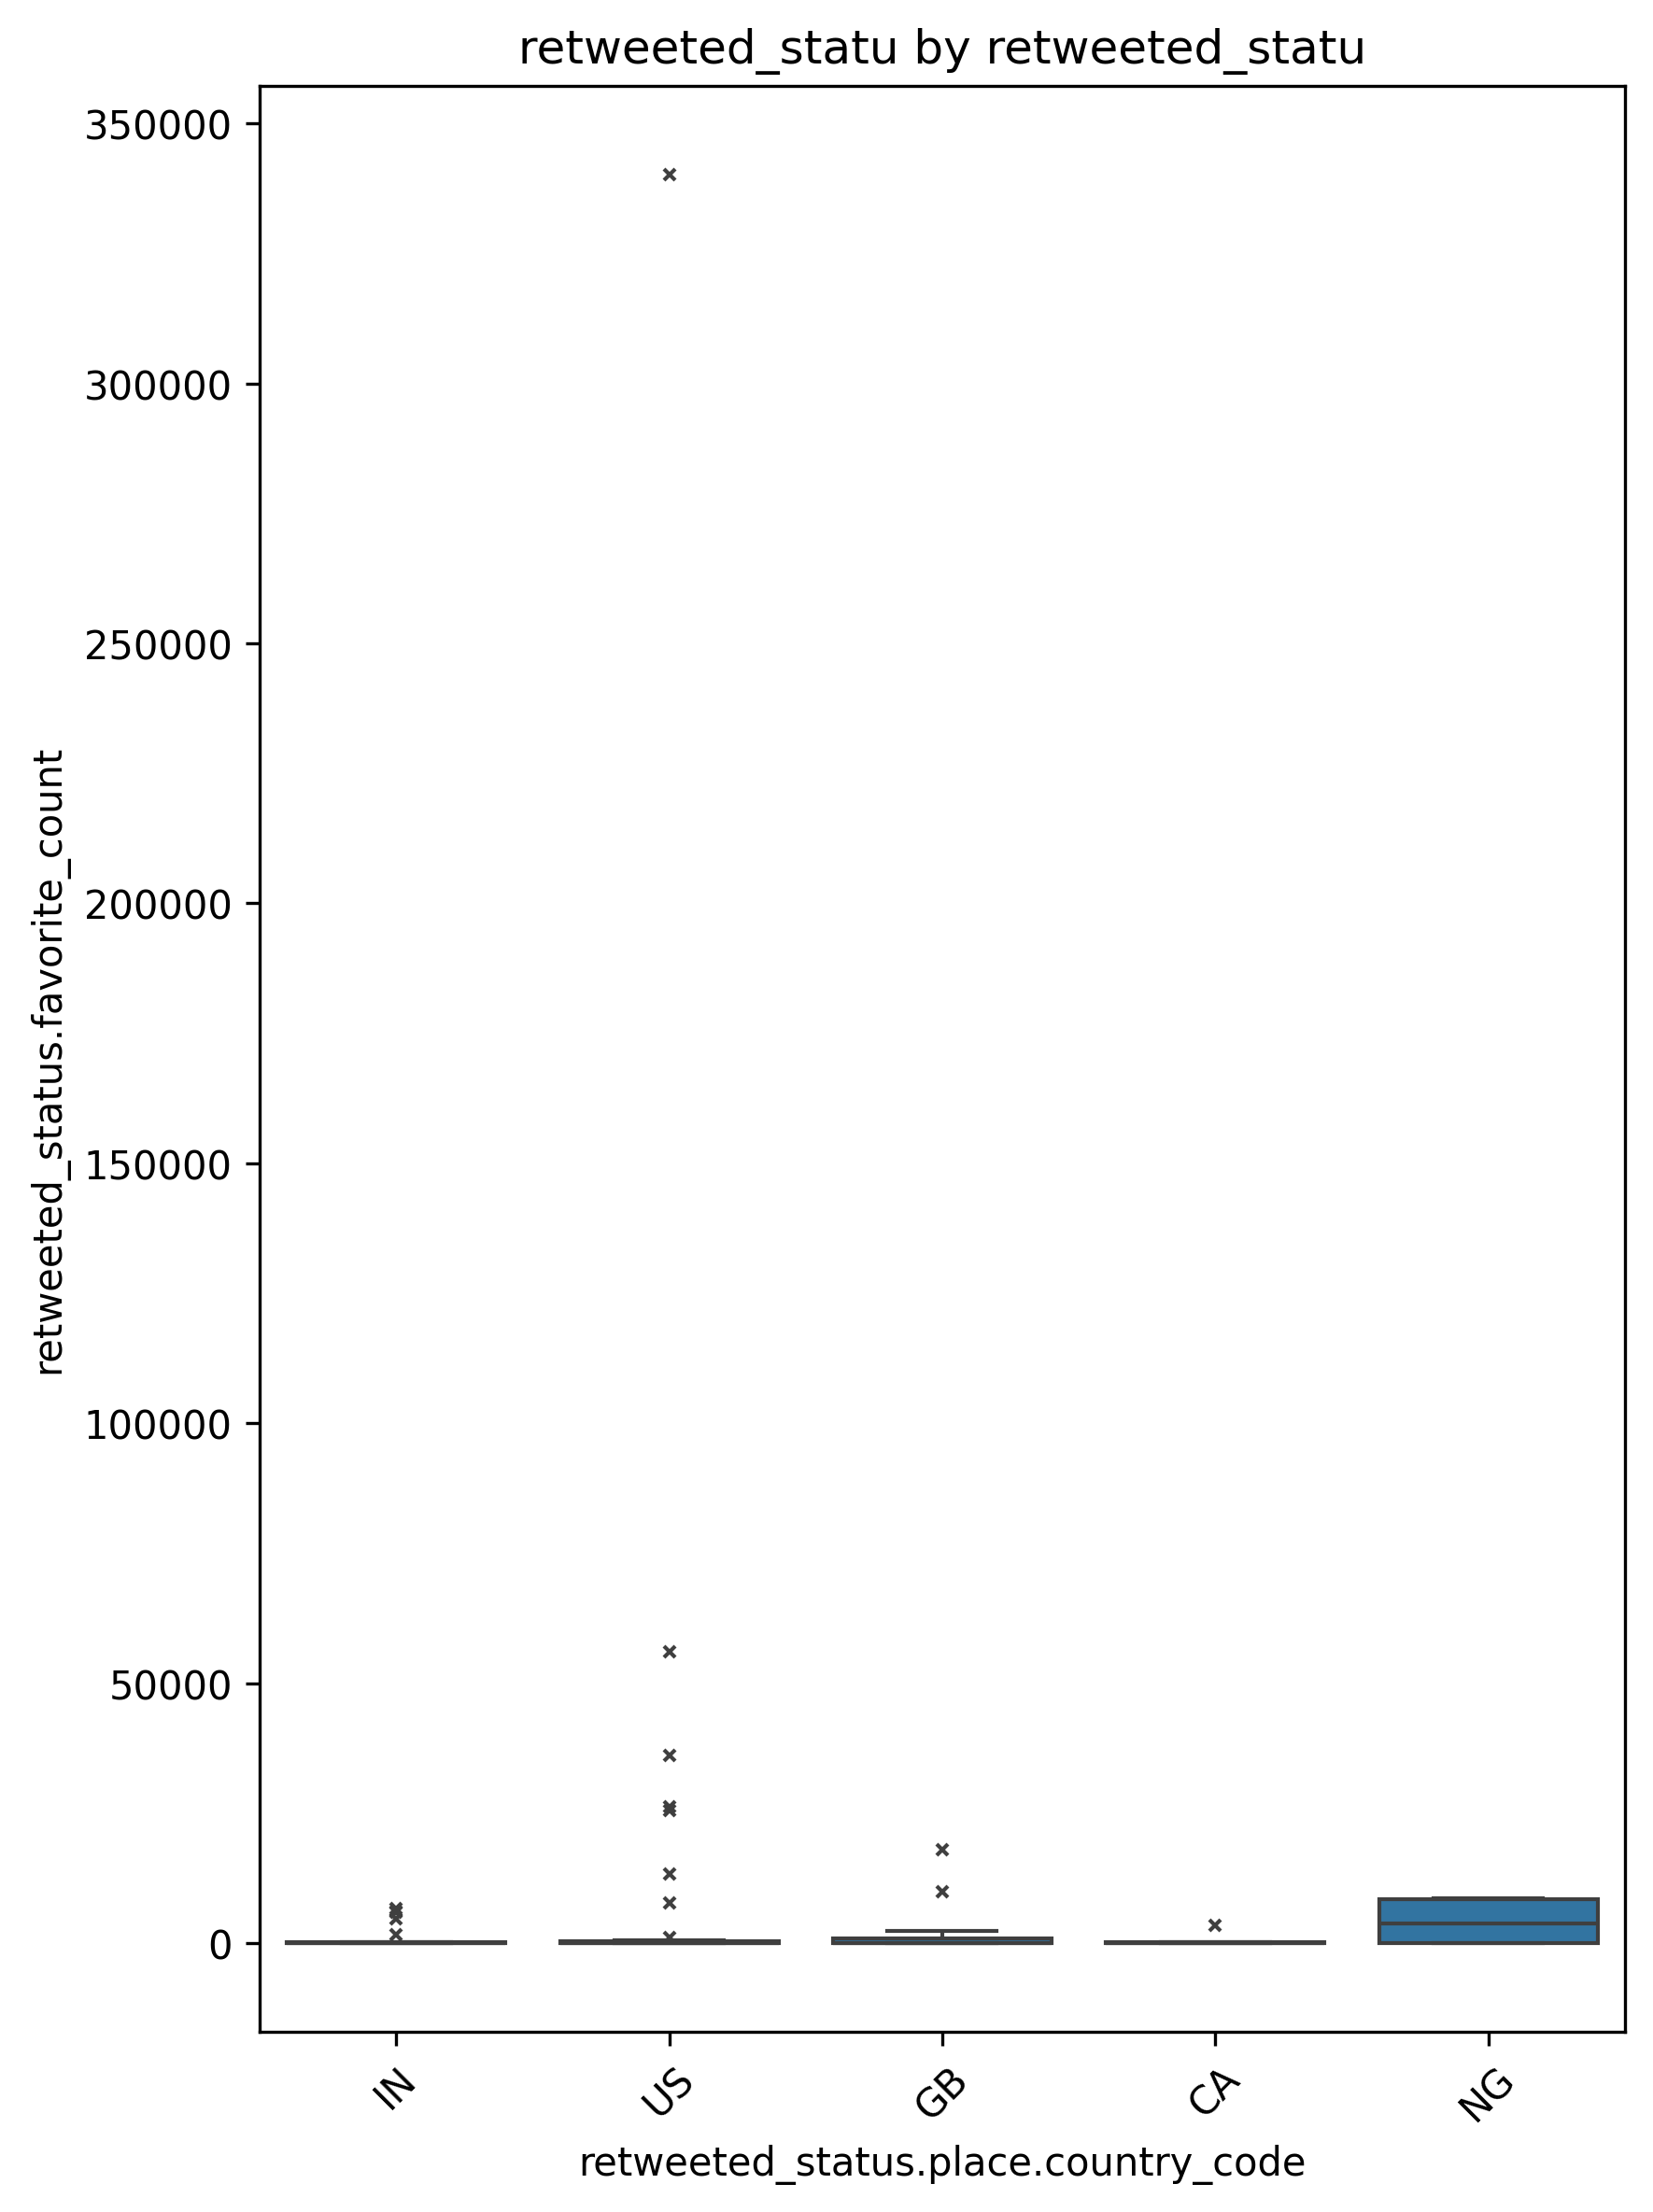 retweeted_statu by retweeted_statu
350000
300000
250000
200000
150000
100000
50000
0
retweeted_status.favorite_count
IN
US
GB
CA
NG
retweeted_status.place.country_code